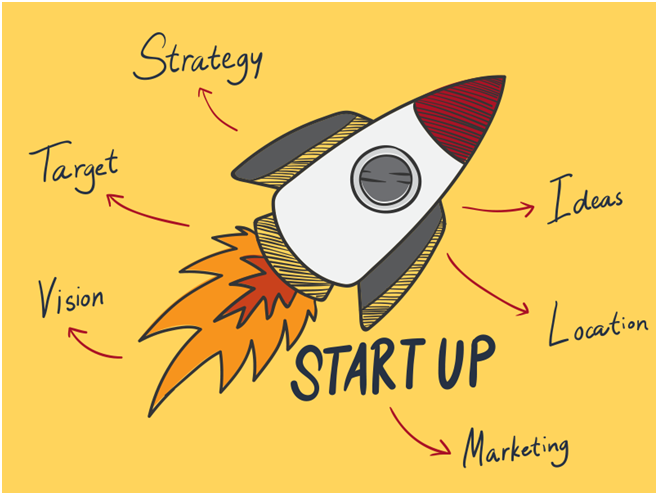 Strategy
Target
Ideas
Vision
Location
START UP
Marketing